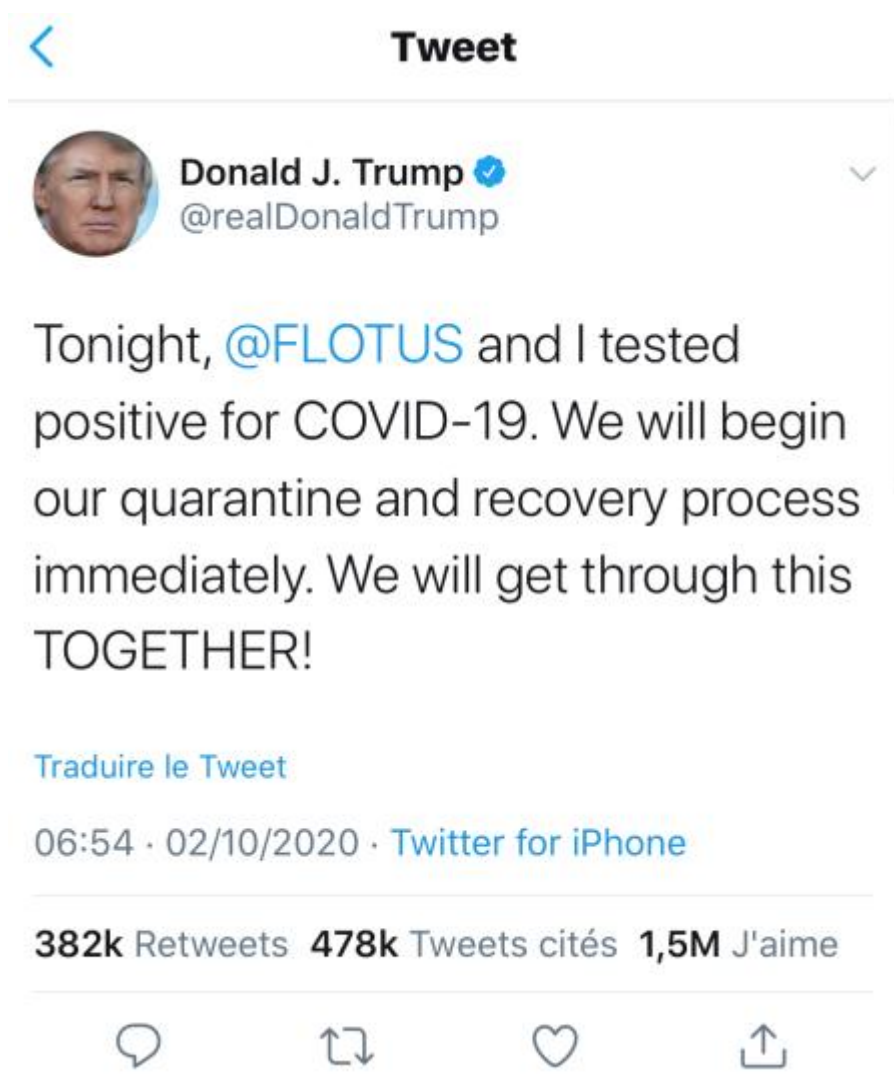 Tweet
Donald J. Trump
@realDonaldTrump
Tonight, @FLOTUS and I tested
positive for COVID-19. We will begin
our quarantine and recovery process
immediately. We will get through this
TOGETHER!
Traduire le Tweet
06:54 · 02/10/2020 · Twitter for iPhone
382k Retweets 478k Tweets cités 1,5M J'aime